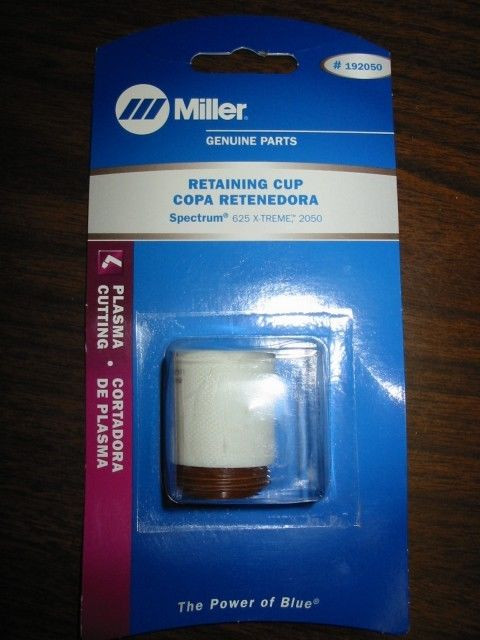 # 192050
Miller
GENUINE PARTS
RETAINING CUP
COPA RETENEDORA
Spectrum® 625 X-TREME,™ 2050
PLASMA
CUTTING
• CORTADORA
DE PLASMA
The Power of Blue®